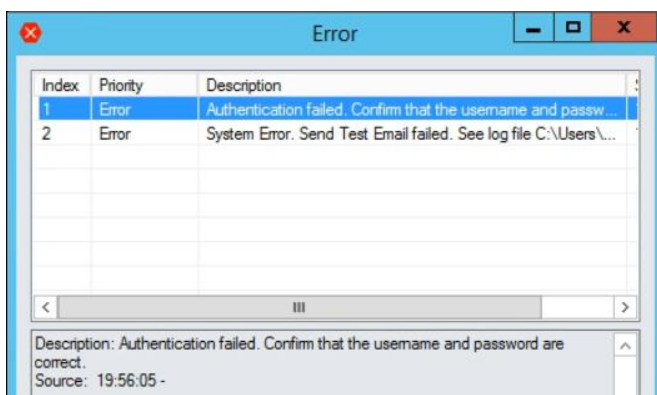 Error
Index Priority Description
1 Error Authentication failed. Confirm that the username and passw...
2 Error System Error. Send Test Email failed. See log file C:\Users\...
Description: Authentication failed. Confirm that the username and password are
correct.
Source: 19:56:05 -